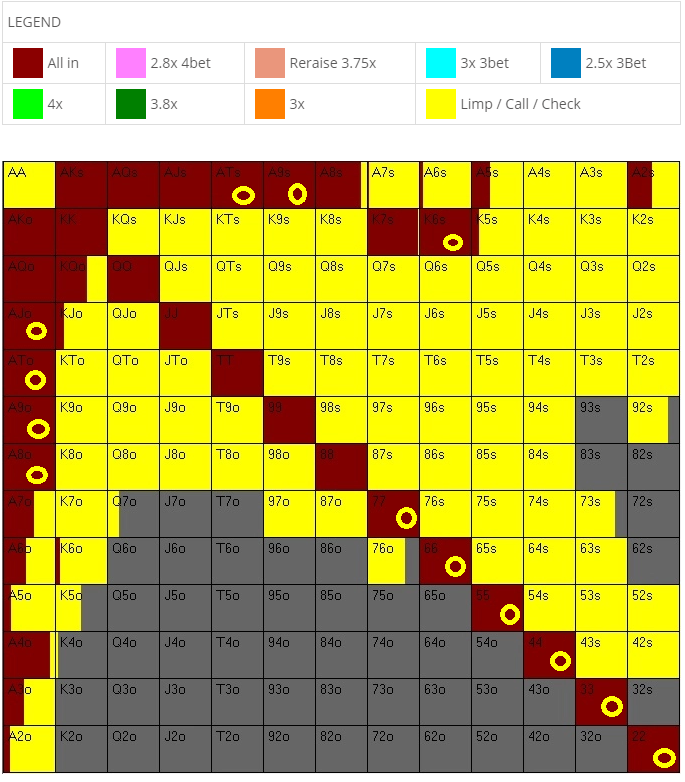 LEGEND
All in 2.8x 4bet Reraise 3.75x 3x 3bet 2.5x 3Bet
4x 3.8x 3x Limp / Call / Check
AA AKs AQs AJs ATs A9s A8s A7s A6s A5s A4s A3s A2s
AKo KK KQs KJs KTs K9s K8s K7s K6s K5s K4s K3s K2s
AQo KQo QQ QJs QTs Q9s Q8s Q7s Q6s Q5s Q4s Q3s Q2s
AJo KJo QJo JJ JTs J9s J8s J7s J6s J5s J4s J3s J2s
ATo KTo QTo JTo TT T9s T8s T7s T6s T5s T4s T3s T2s
A9o K9o Q9o J9o T9o 99 98s 97s 96s 95s 94s 93s 92s
A8o K8o Q8o J8o T8o 98o 88 87s 86s 85s 84s 83s 82s
A7o K7o Q7o J7o T7o 97o 87o 77 76s 75s 74s 73s 72s
A6o K6o Q6o J6o T6o 96o 86o 76o 66 65s 64s 63s 62s
A5o K5o Q5o J5o T5o 95o 85o 75o 65o 55 54s 53s 52s
A4o K4o Q4o J4o T4o 94o 84o 74o 64o 54o 44 43s 42s
A3o K3o Q3o J3o T3o 93o 83o 73o 63o 53o 43o 33 32s
A2o K2o Q2o J2o T2o 92o 82o 72o 62o 52o 42o 32o 22